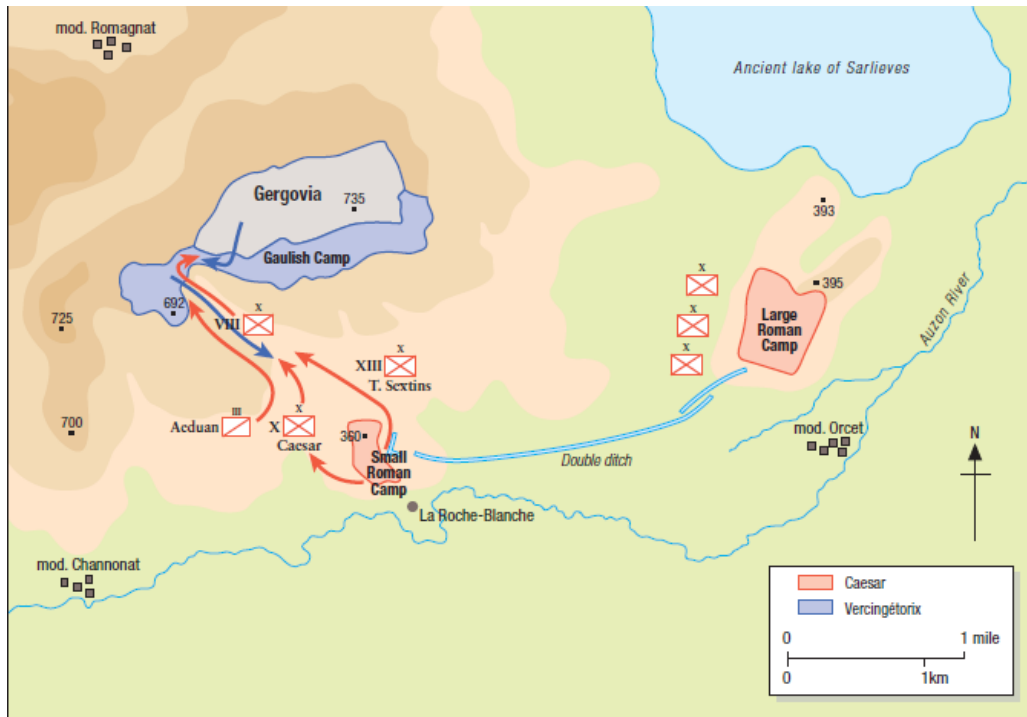 mod. Romagnat
Ancient lake of Sarlieves
Gergovia
735
393
Gaulish Camp
692
395
725
VIII
x
x
x
x
Large
Roman
Camp
Auzon River
XIII
x
T. Sextins
700
Aeduan
III
X
x
Caesar
360
Small
Roman
Camp
mod. Orcet
Double ditch
N
La Roche-Blanche
mod. Channonat
Caesar
Vercingétorix
0
1 mile
0
1km